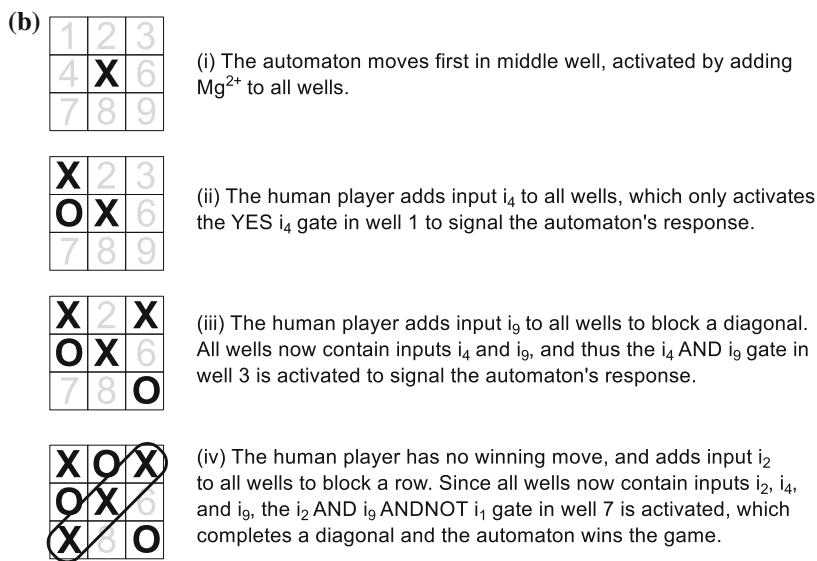 (b)
1 2 3
4 X 6
7 8 9
(i) The automaton moves first in middle well, activated by adding
Mg2+ to all wells.
X 2 3
O X 6
7 8 9
(ii) The human player adds input i4 to all wells, which only activates
the YES i4 gate in well 1 to signal the automaton's response.
X 2 X
O X 6
7 8 O
(iii) The human player adds input i9 to all wells to block a diagonal.
All wells now contain inputs i4 and i9, and thus the i4 AND i9 gate in
well 3 is activated to signal the automaton's response.
X O X
O X 6
X 8 O
(iv) The human player has no winning move, and adds input i2
to all wells to block a row. Since all wells now contain inputs i2, i4,
and i9, the i2 AND i9 ANDNOT i1 gate in well 7 is activated, which
completes a diagonal and the automaton wins the game.